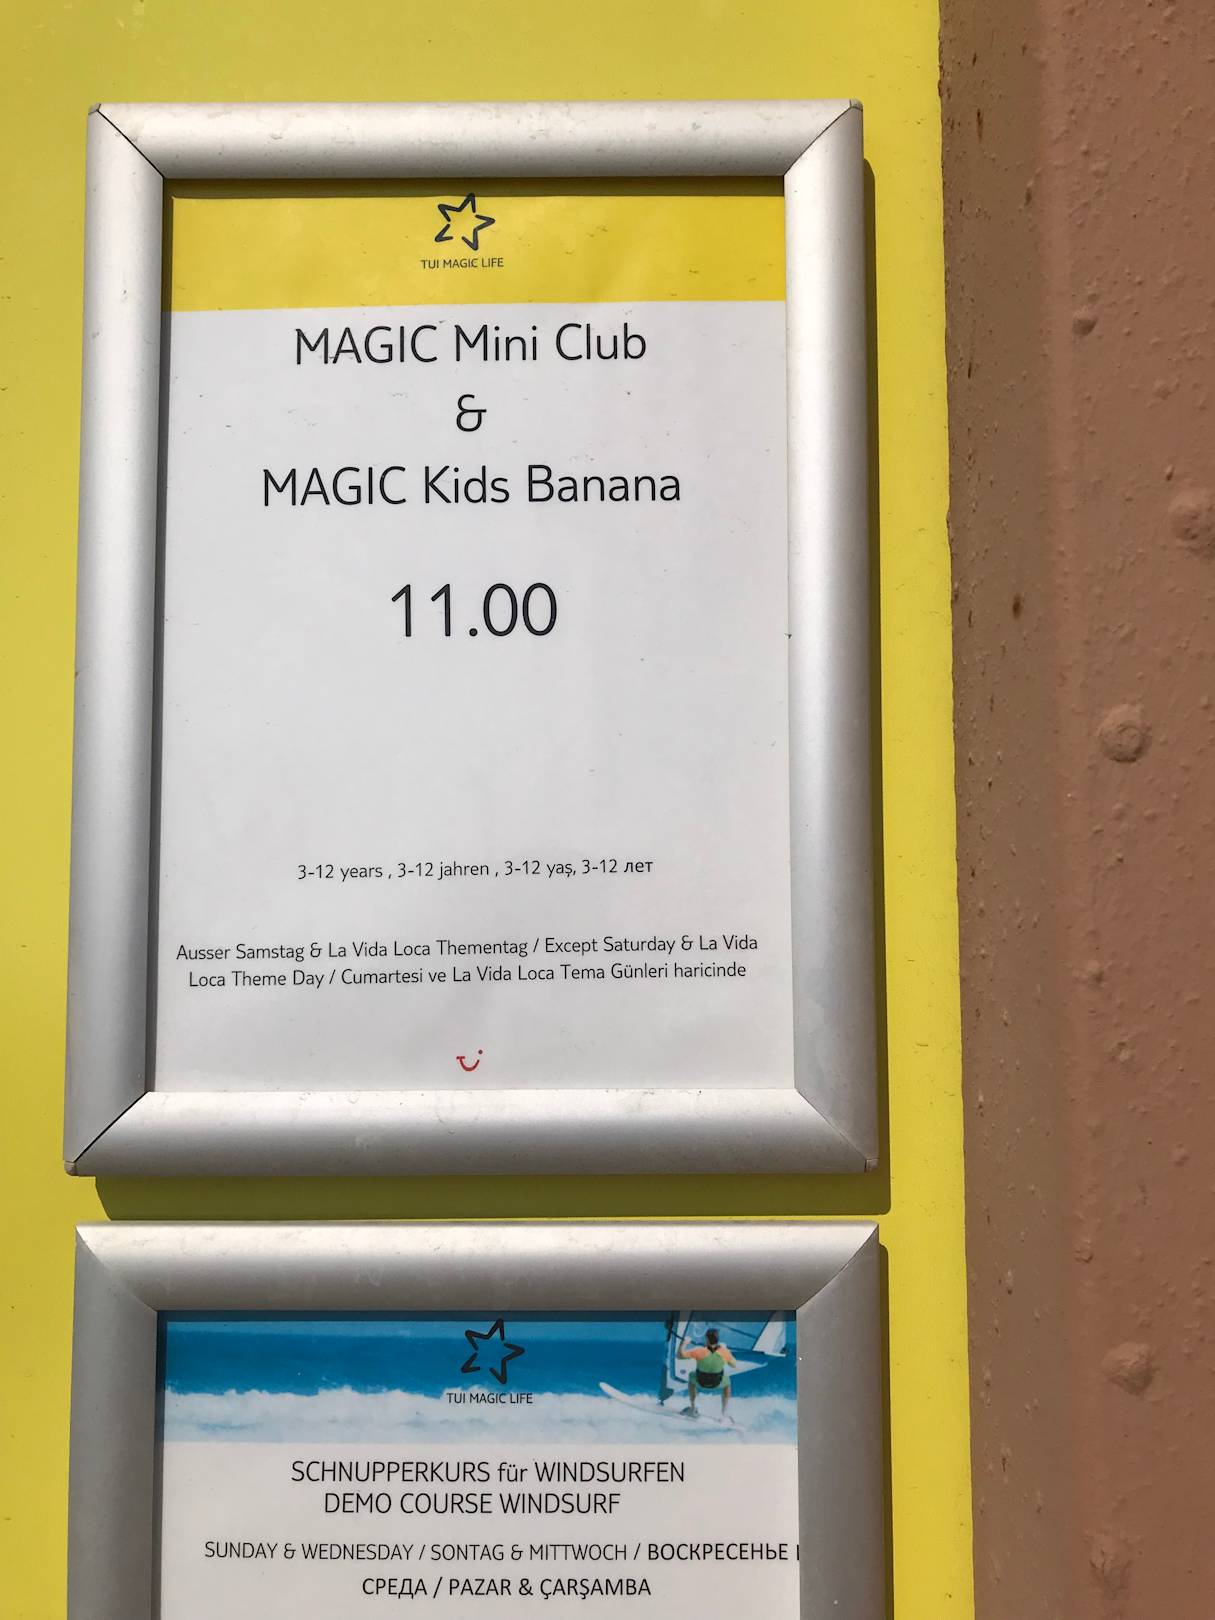 TUI MAGIC LIFE
MAGIC Mini Club
&
MAGIC Kids Banana
11.00
3-12 years , 3-12 jahren , 3-12 yaş, 3-12 лет
Ausser Samstag & La Vida Loca Thementag / Except Saturday & La Vida
Loca Theme Day / Cumartesi ve La Vida Loca Tema Günleri haricinde
TUI MAGIC LIFE
SCHNUPPERKURS für WINDSURFEN
DEMO COURSE WINDSURF
SUNDAY & WEDNESDAY / SONTAG & MITTWOCH / ВОСКРЕСЕНЬЕ
СРЕДА / PAZAR & ÇARŞAMBA